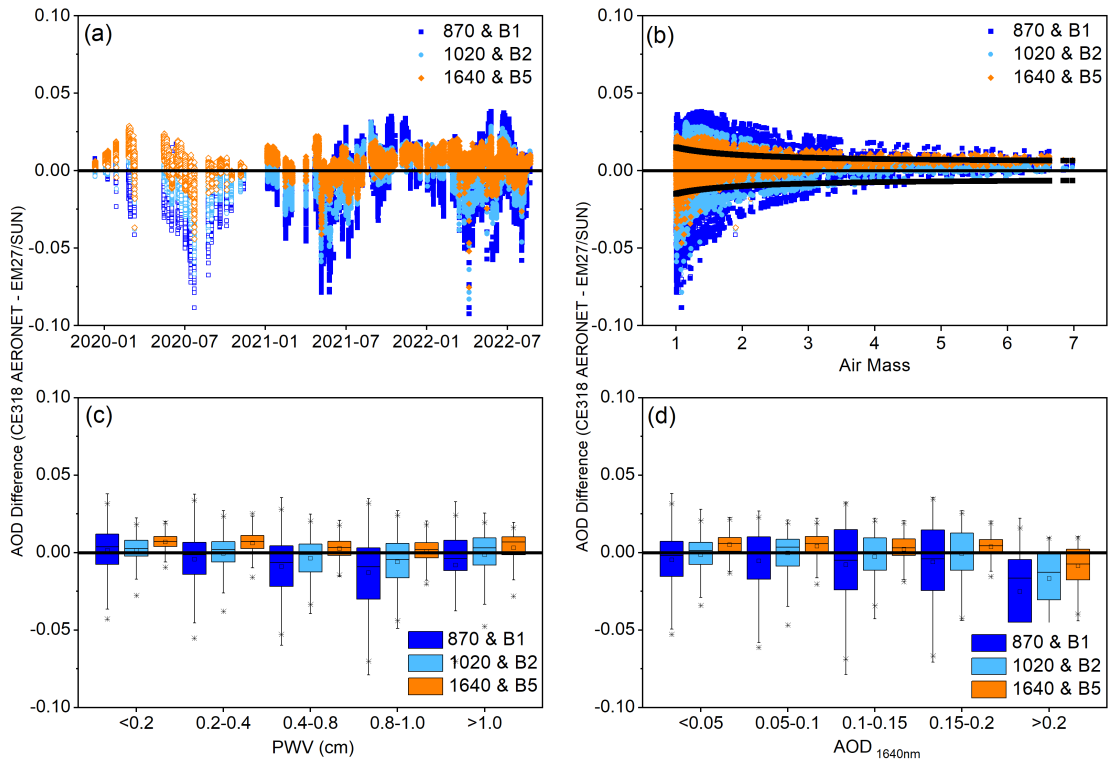 (a)
870 & B1
1020 & B2
1640 & B5
0.10
0.05
0.00
-0.05
-0.10
2020-01 2020-07 2021-01 2021-07 2022-01 2022-07
(b)
870 & B1
1020 & B2
1640 & B5
0.10
0.05
0.00
-0.05
-0.10
1 2 3 4 5 6 7
Air Mass
AOD Difference (CE318 AERONET - EM27/SUN)
AOD Difference (CE318 AERONET - EM27/SUN)
(c)
0.10
0.05
0.00
-0.05
-0.10
870 & B1
1020 & B2
1640 & B5
<0.2 0.2-0.4 0.4-0.8 0.8-1.0 >1.0
PWV (cm)
(d)
0.10
0.05
0.00
-0.05
-0.10
870 & B1
1020 & B2
1640 & B5
<0.05 0.05-0.1 0.1-0.15 0.15-0.2 >0.2
AOD 1640nm